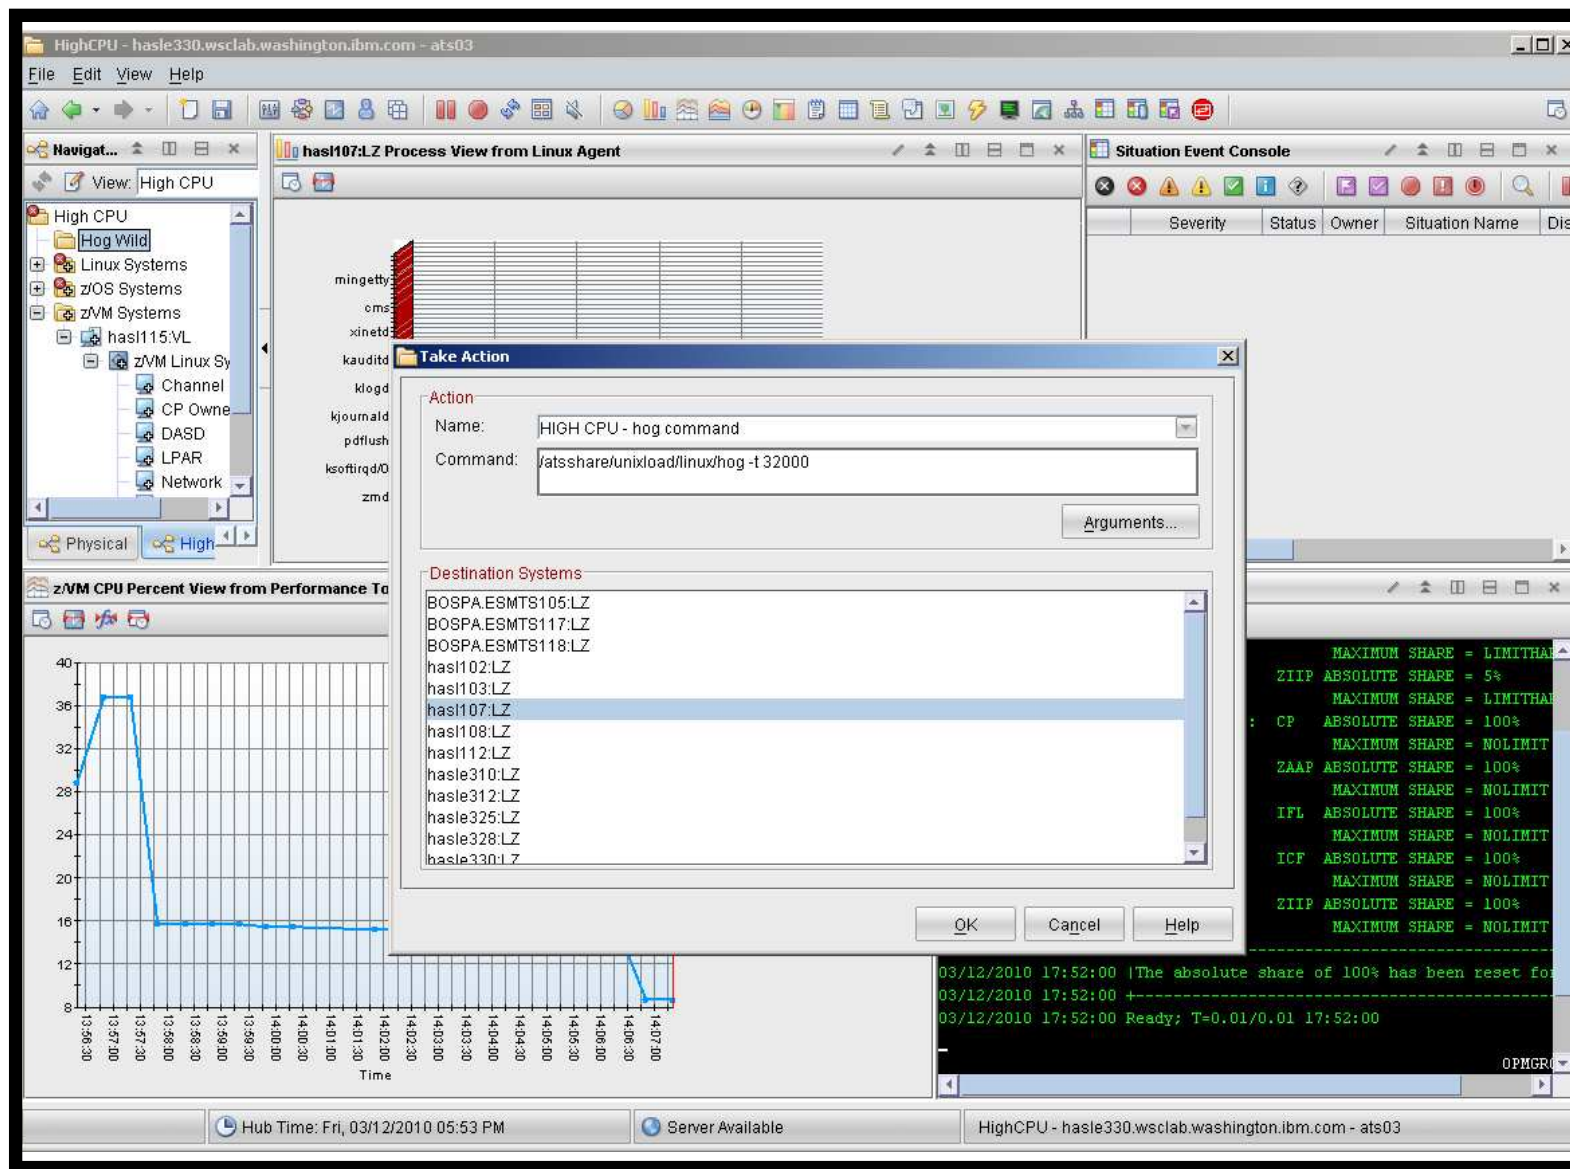 HighCPU - hasle330.wsclab.washington.ibm.com - ats03
File Edit View Help
Navigat...
View: High CPU
High CPU
Hog Wild
Linux Systems
z/OS Systems
z/VM Systems
hasl115:VL
z/VM Linux Sy
Channel
CP Owne
DASD
LPAR
Network
Physical
High
hasl107:LZ Process View from Linux Agent
mingetty
cms
xinetd
kauditd
klogd
kjournald
pdflush
ksoftirqd/0
zmd
Situation Event Console
Severity Status Owner Situation Name Dis
Take Action
Action
Name: HIGH CPU - hog command
Command: /atsshare/unixload/linux/hog -t 32000
Arguments...
Destination Systems
BOSPA.ESMTS105:LZ
BOSPA.ESMTS117:LZ
BOSPA.ESMTS118:LZ
hasl102:LZ
hasl103:LZ
hasl107:LZ
hasl108:LZ
hasl112:LZ
hasle310:LZ
hasle312:LZ
hasle325:LZ
hasle328:LZ
hasle330:LZ
OK Cancel Help
z/VM CPU Percent View from Performance To
40
36
32
28
24
20
16
12
8
13:56:30
13:57:00
13:57:30
13:58:00
13:58:30
13:59:00
13:59:30
14:00:00
14:00:30
14:01:00
14:01:30
14:02:00
14:02:30
14:03:00
14:03:30
14:04:00
14:04:30
14:05:00
14:05:30
14:06:00
14:06:30
14:07:00
Time
MAXIMUM SHARE = LIMITHA
ZIIP ABSOLUTE SHARE = 5%
MAXIMUM SHARE = LIMITHA
: CP ABSOLUTE SHARE = 100%
MAXIMUM SHARE = NOLIMIT
ZAAP ABSOLUTE SHARE = 100%
MAXIMUM SHARE = NOLIMIT
IFL ABSOLUTE SHARE = 100%
MAXIMUM SHARE = NOLIMIT
ICF ABSOLUTE SHARE = 100%
MAXIMUM SHARE = NOLIMIT
ZIIP ABSOLUTE SHARE = 100%
MAXIMUM SHARE = NOLIMIT
03/12/2010 17:52:00 |The absolute share of 100% has been reset for
03/12/2010 17:52:00 +----------------------------------------
03/12/2010 17:52:00 Ready; T=0.01/0.01 17:52:00
OPMGR
Hub Time: Fri, 03/12/2010 05:53 PM
Server Available
HighCPU - hasle330.wsclab.washington.ibm.com - ats03